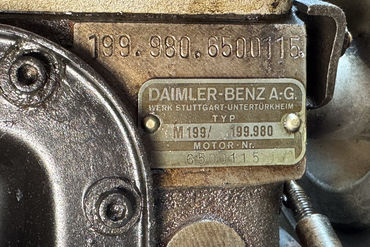 199.980.6500115
DAIMLER-BENZ A·G.
WERK STUTTGART-UNTERTÜRKHEIM
TYP
M 199/ 199.980
MOTOR-Nr.
6500115